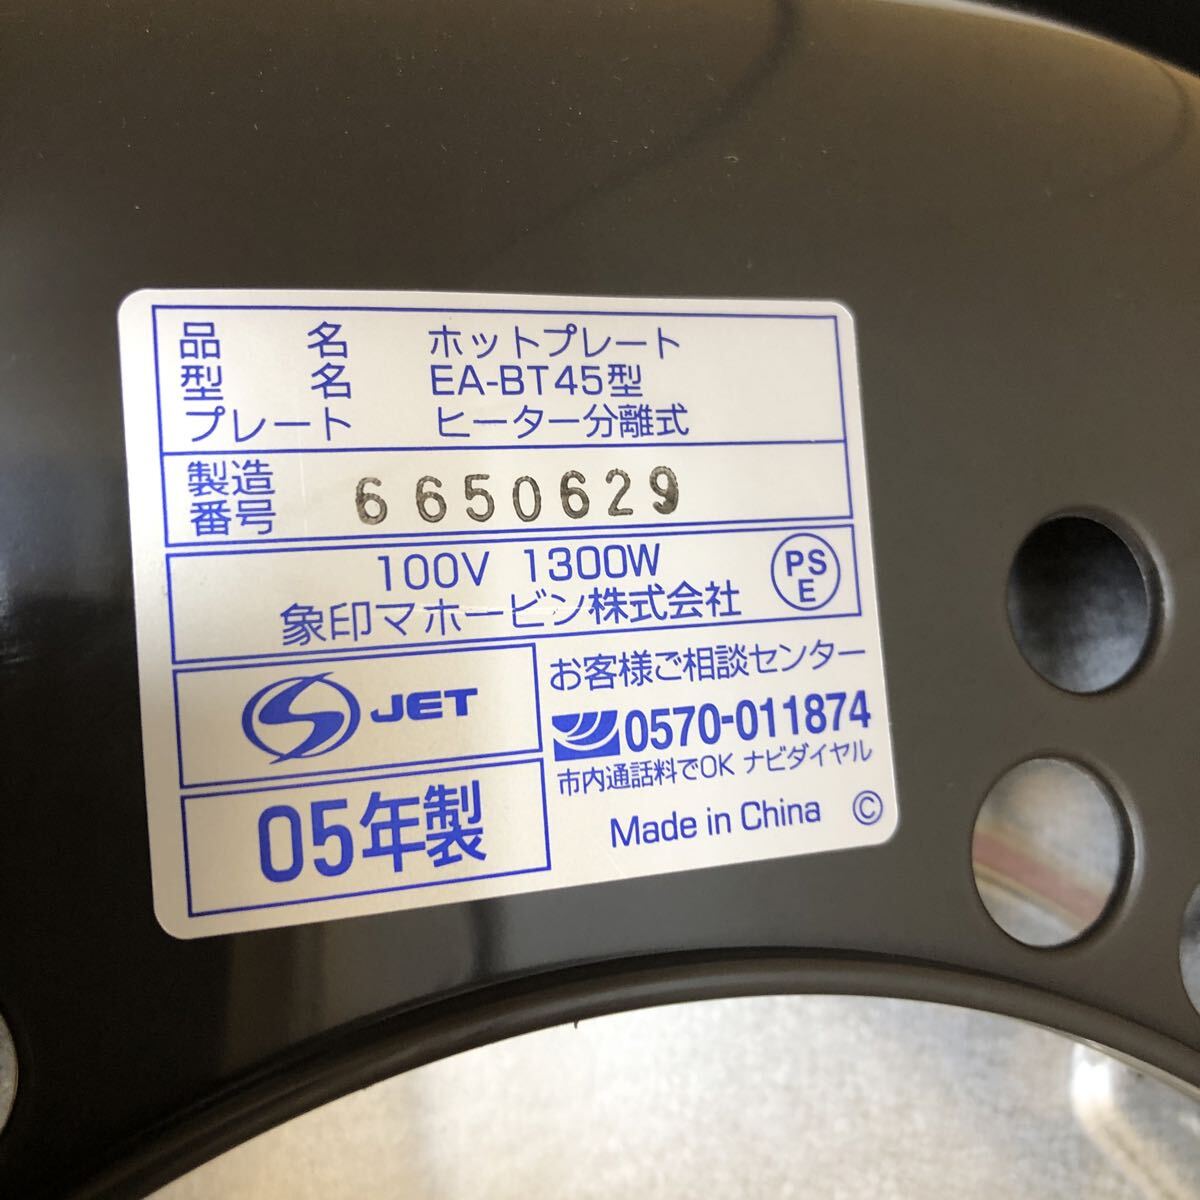 品 名 ホットプレート
型 名 EA-BT45型
プレート ヒーター分離式
製造番号 6650629
100V 1300W
PSE
象印マホービン株式会社
S JET
05年製
お客様ご相談センター
0570-011874
市内通話料でOK ナビダイヤル
Made in China ©